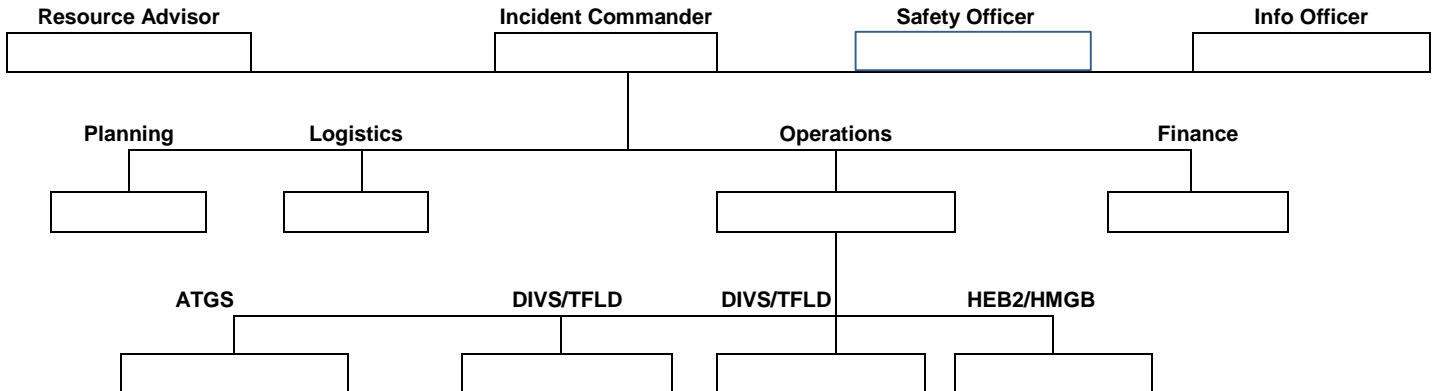 Resource Advisor Incident Commander Safety Officer Info Officer
Planning Logistics Operations Finance
ATGS DIVS/TFLD DIVS/TFLD HEB2/HMGB